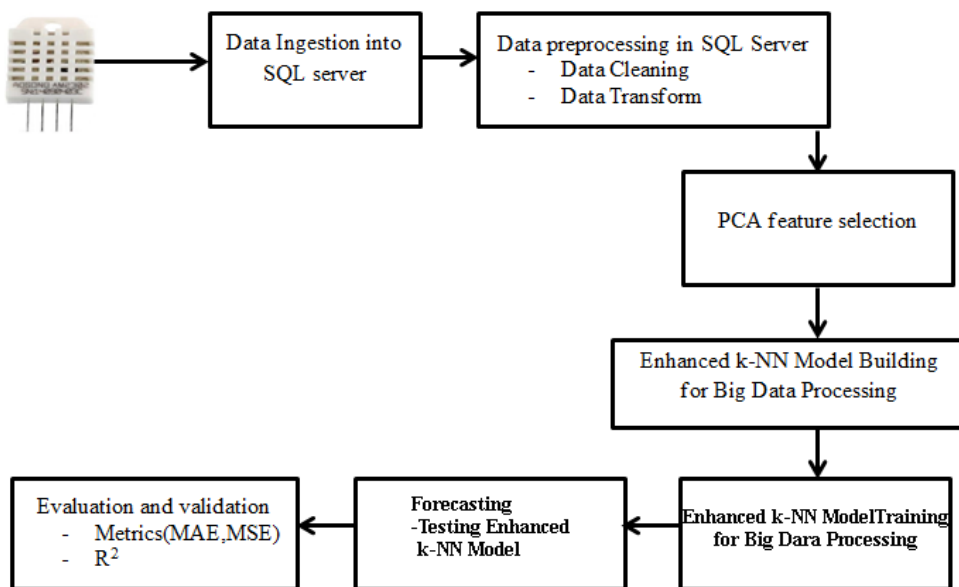 Data Ingestion into
SQL server
Data preprocessing in SQL Server
- Data Cleaning
- Data Transform
PCA feature selection
Enhanced k-NN Model Building
for Big Data Processing
Enhanced k-NN ModelTraining
for Big Dara Processing
Forecasting
-Testing Enhanced
k-NN Model
Evaluation and validation
- Metrics(MAE,MSE)
- R²